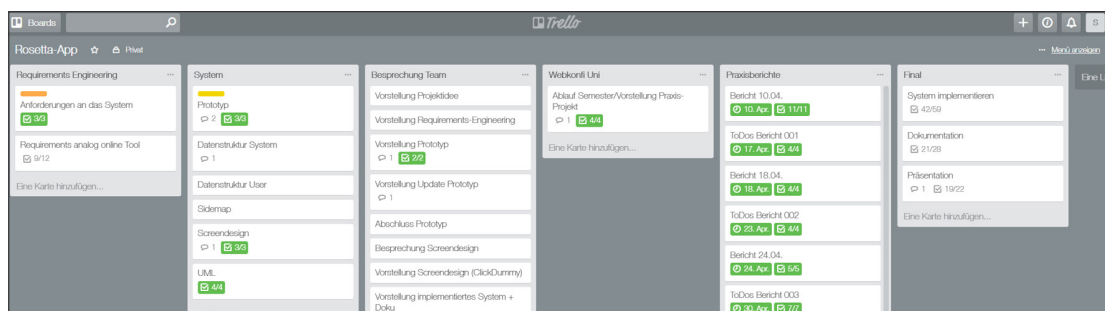 Boards
Trello
S
Rosetta-App
Privat
Menü anzeigen
Requirements Engineering
Anforderungen an das System
3/3
Requirements analog online Tool
9/12
Eine Karte hinzufügen...
System
Prototyp
2 3/3
Datenstruktur System
1
Datenstruktur User
Sidemap
Screendesign
1 3/3
UML
4/4
Besprechung Team
Vorstellung Projektidee
Vorstellung Requirements-Engineering
Vorstellung Prototyp
1 2/2
Vorstellung Update Prototyp
1
Abschluss Prototyp
Besprechung Screendesign
Vorstellung Screendesign (ClickDummy)
Vorstellung implementiertes System +
Doku
Webkonfi Uni
Ablauf Semester/Vorstellung Praxis-
Projekt
1 4/4
Eine Karte hinzufügen...
Praxisberichte
Bericht 10.04.
10. Apr. 11/11
ToDos Bericht 001
17. Apr. 4/4
Bericht 18.04.
18. Apr. 4/4
ToDos Bericht 002
23. Apr. 4/4
Bericht 24.04.
24. Apr. 5/5
ToDos Bericht 003
30. Apr. 7/7
Final
System implementieren
42/59
Dokumentation
21/28
Präsentation
1 19/22
Eine Karte hinzufügen...
Eine L